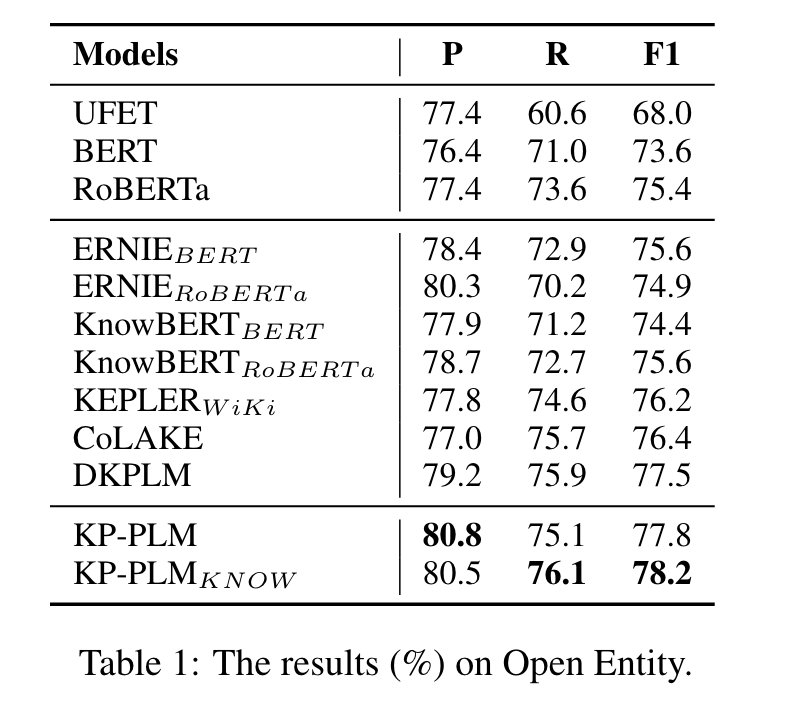 Models P R F1
UFET 77.4 60.6 68.0
BERT 76.4 71.0 73.6
RoBERTa 77.4 73.6 75.4
ERNIE BERT 78.4 72.9 75.6
ERNIE RoBERTa 80.3 70.2 74.9
KnowBERT BERT 77.9 71.2 74.4
KnowBERT RoBERTa 78.7 72.7 75.6
KEPLER WiKi 77.8 74.6 76.2
CoLAKE 77.0 75.7 76.4
DKPLM 79.2 75.9 77.5
KP-PLM 80.8 75.1 77.8
KP-PLM KNOW 80.5 76.1 78.2
Table 1: The results (%) on Open Entity.